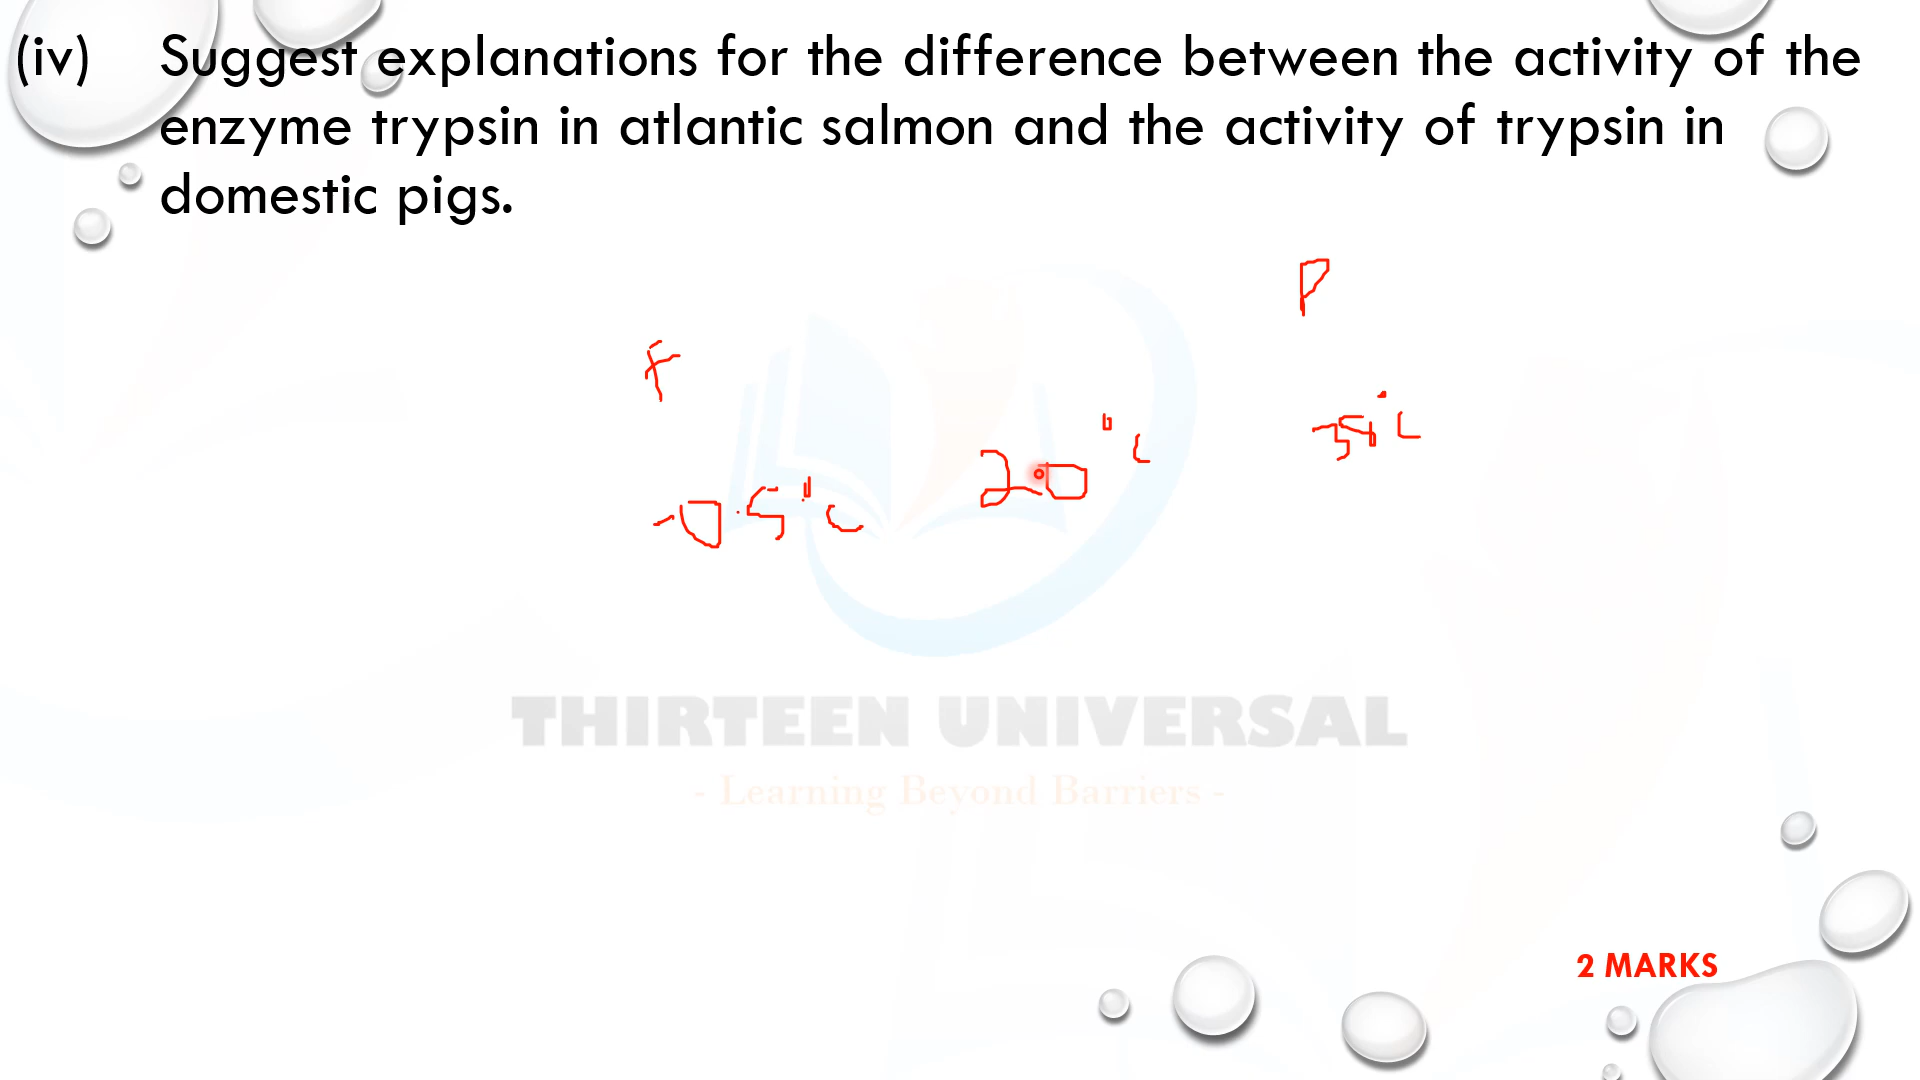 (iv) Suggest explanations for the difference between the activity of the
enzyme trypsin in atlantic salmon and the activity of trypsin in
domestic pigs.
P
F
35°C
20°C
-0.5°C
THIRTEEN UNIVERSAL
- Learning Beyond Barriers -
2 MARKS